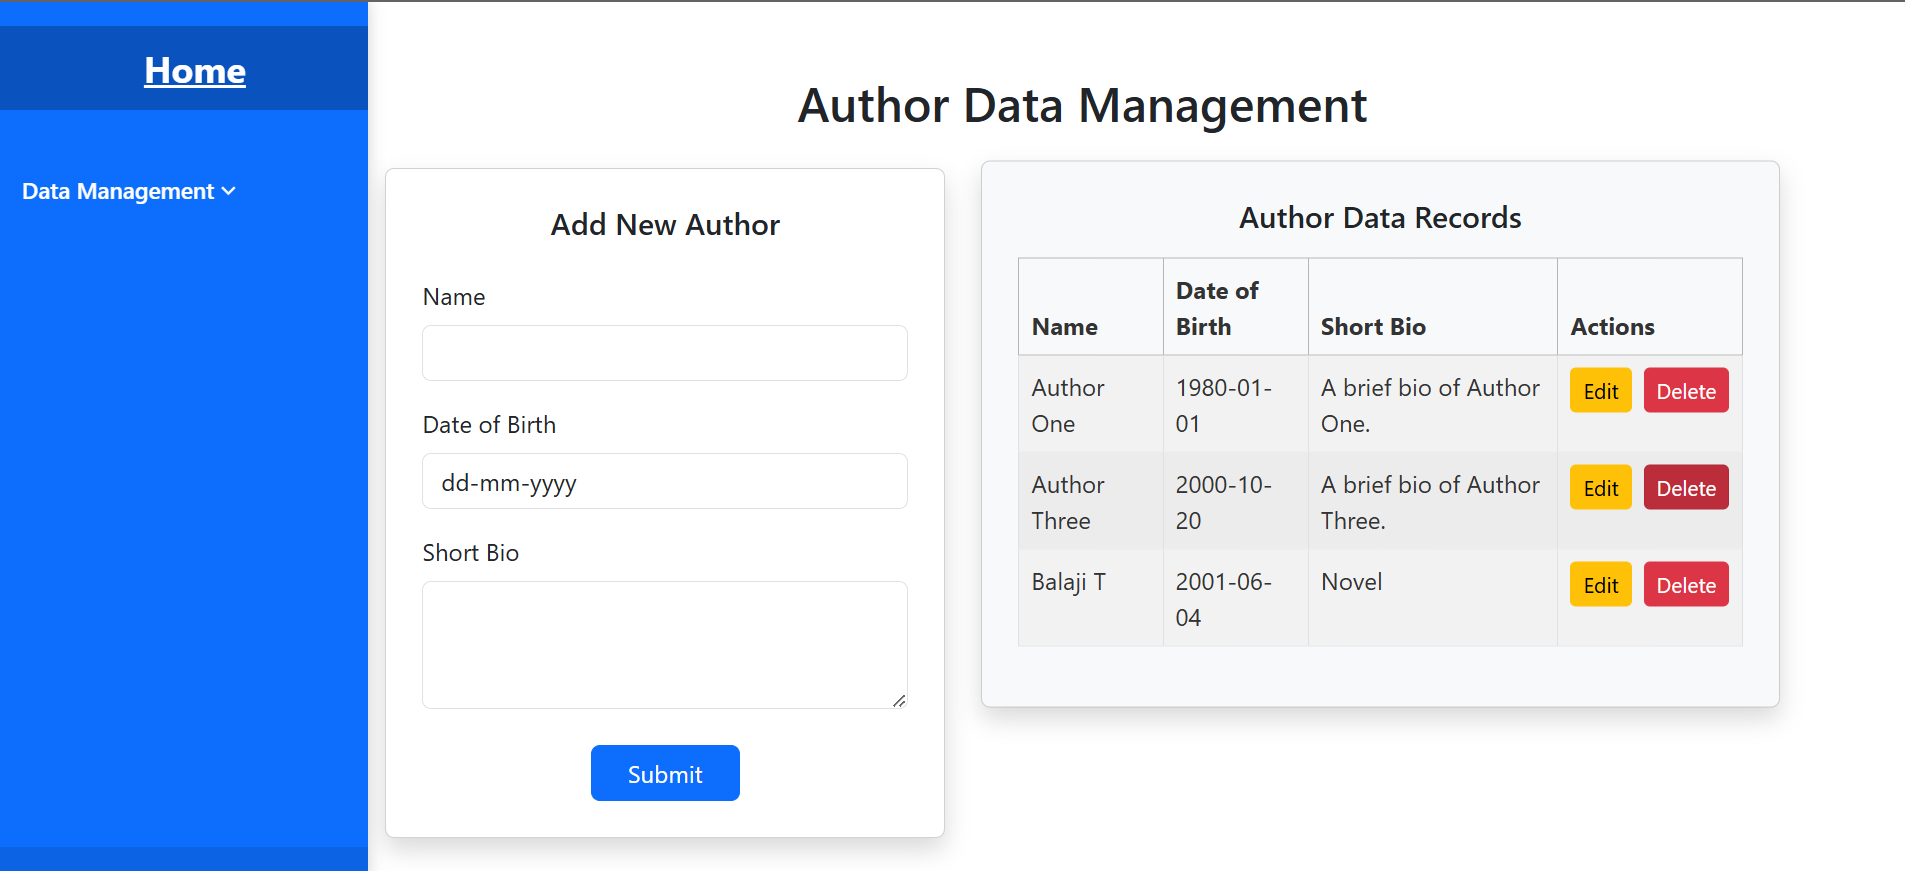 Home
Data Management
Author Data Management
Add New Author
Name
Date of Birth
dd-mm-yyyy
Short Bio
Submit
Author Data Records
Name
Date of
Birth
Short Bio
Actions
Author
One
1980-01-
01
A brief bio of Author
One.
Edit
Delete
Author
Three
2000-10-
20
A brief bio of Author
Three.
Edit
Delete
Balaji T
2001-06-
04
Novel
Edit
Delete